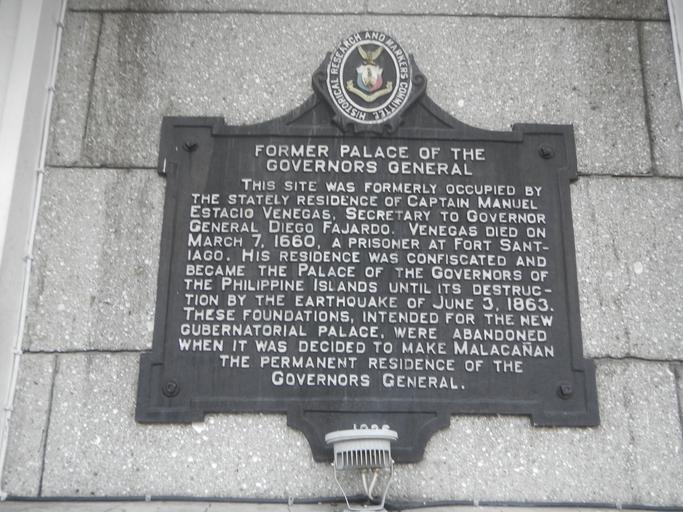 HISTORICAL RESEARCH AND MARKERS COMMITTEE
FORMER PALACE OF THE
GOVERNORS GENERAL
THIS SITE WAS FORMERLY OCCUPIED BY
THE STATELY RESIDENCE OF CAPTAIN MANUEL
ESTACIO VENEGAS, SECRETARY TO GOVERNOR
GENERAL DIEGO FAJARDO. VENEGAS DIED ON
MARCH 7, 1660, A PRISONER AT FORT SANT-
IAGO. HIS RESIDENCE WAS CONFISCATED AND
BECAME THE PALACE OF THE GOVERNORS OF
THE PHILIPPINE ISLANDS UNTIL ITS DESTRUC-
TION BY THE EARTHQUAKE OF JUNE 3, 1863.
THESE FOUNDATIONS, INTENDED FOR THE NEW
GUBERNATORIAL PALACE, WERE ABANDONED
WHEN IT WAS DECIDED TO MAKE MALACAÑAN
THE PERMANENT RESIDENCE OF THE
GOVERNORS GENERAL.